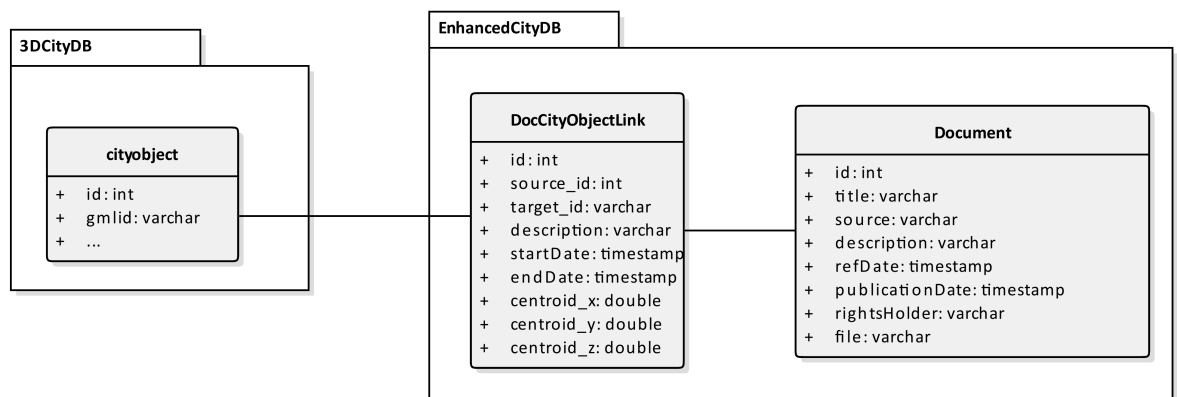 3DCityDB
cityobject
+ id: int
+ gmlid: varchar
+ ...
EnhancedCityDB
DocCityObjectLink
+ id: int
+ source_id: int
+ target_id: varchar
+ description: varchar
+ startDate: timestamp
+ endDate: timestamp
+ centroid_x: double
+ centroid_y: double
+ centroid_z: double
Document
+ id: int
+ title: varchar
+ source: varchar
+ description: varchar
+ refDate: timestamp
+ publicationDate: timestamp
+ rightsHolder: varchar
+ file: varchar